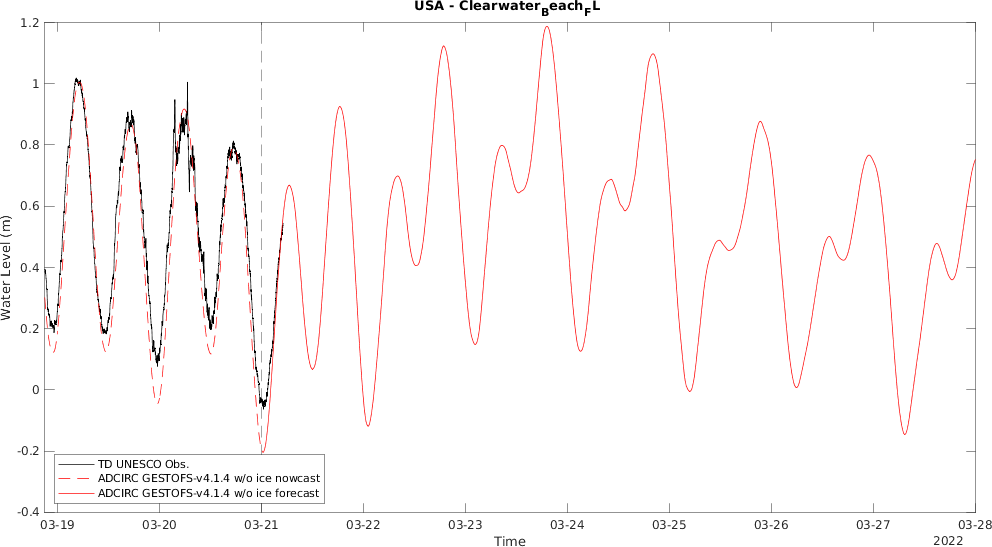 USA - Clearwater_Beach_FL
1.2
1
0.8
0.6
0.4
0.2
0
-0.2
-0.4
Water Level (m)
TD UNESCO Obs.
ADCIRC GESTOFS-v4.1.4 w/o ice nowcast
ADCIRC GESTOFS-v4.1.4 w/o ice forecast
03-19 03-20 03-21 03-22 03-23 03-24 03-25 03-26 03-27 03-28
Time
2022